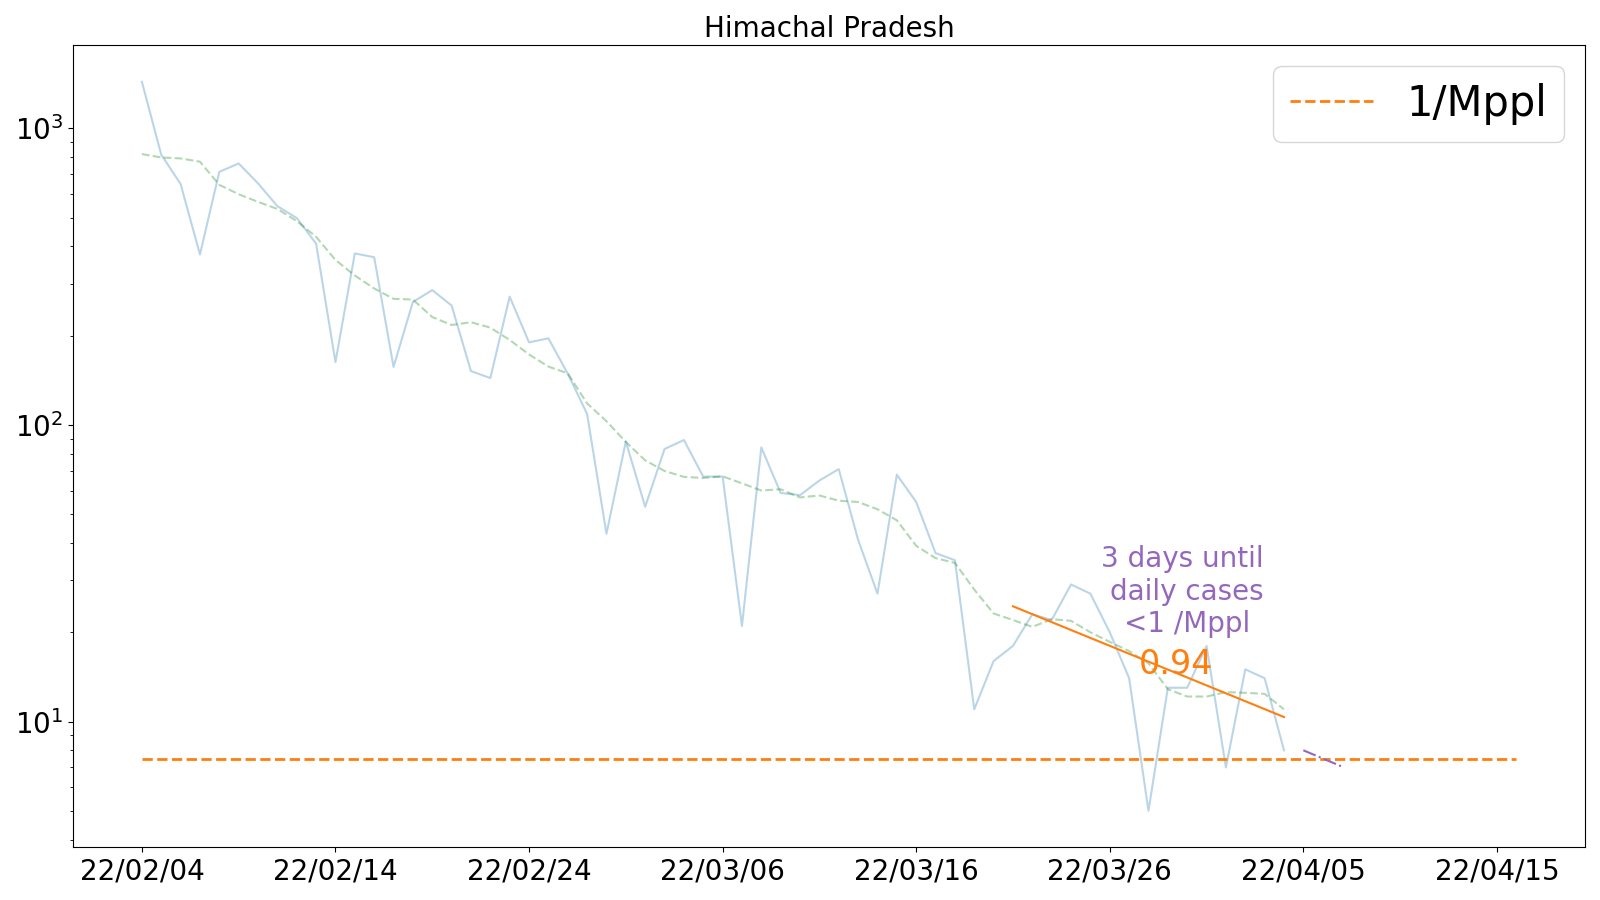 Himachal Pradesh
1/Mppl
10³
10²
10¹
3 days until
daily cases
<1 /Mppl
0.94
22/02/04 22/02/14 22/02/24 22/03/06 22/03/16 22/03/26 22/04/05 22/04/15